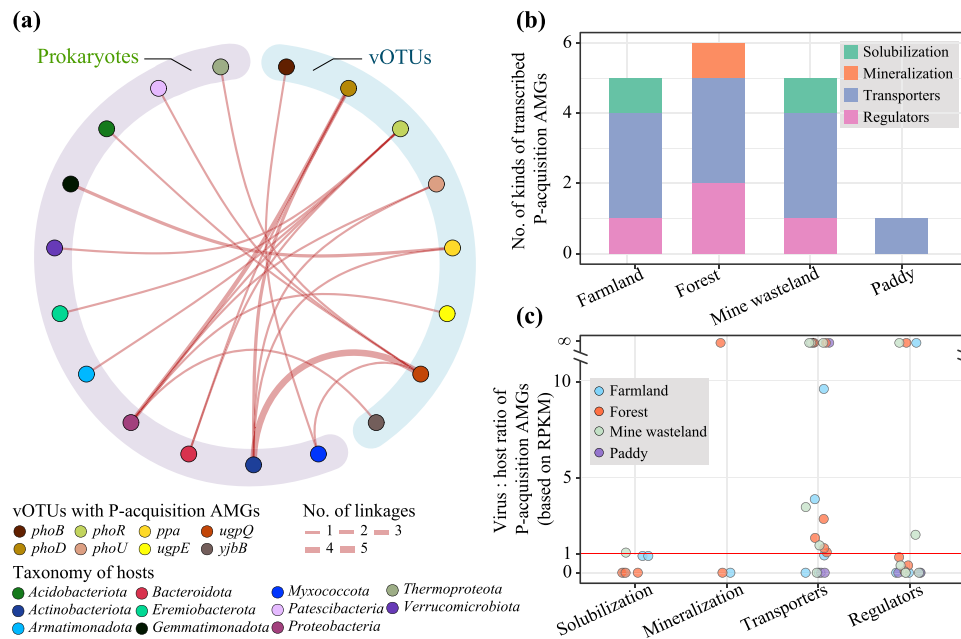 (a)
Prokaryotes
vOTUs
vOTUs with P-acquisition AMGs
phoB phoR ppa ugpQ
phoD phoU ugpE yjbB
No. of linkages
1 2 3
4 5
Taxonomy of hosts
Acidobacteriota Bacteroidota Myxococcota Thermoproteota
Actinobacteriota Eremiobacterota Patescibacteria Verrucomicrobiota
Armatimonadota Gemmatimonadota Proteobacteria
(b)
No. of kinds of transcribed
P-acquisition AMGs
6
4
2
0
Solubilization
Mineralization
Transporters
Regulators
Farmland
Forest
Mine wasteland
Paddy
(c)
Virus : host ratio of
P-acquisition AMGs
(based on RPKM)
∞
10
5
1
0
Farmland
Forest
Mine wasteland
Paddy
Solubilization
Mineralization
Transporters
Regulators